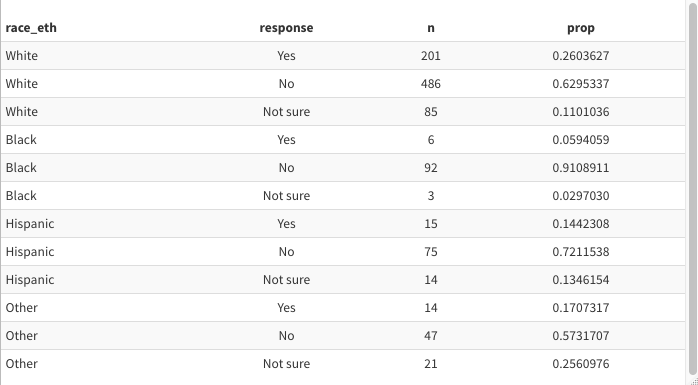 race_eth response n prop
White Yes 201 0.2603627
White No 486 0.6295337
White Not sure 85 0.1101036
Black Yes 6 0.0594059
Black No 92 0.9108911
Black Not sure 3 0.0297030
Hispanic Yes 15 0.1442308
Hispanic No 75 0.7211538
Hispanic Not sure 14 0.1346154
Other Yes 14 0.1707317
Other No 47 0.5731707
Other Not sure 21 0.2560976